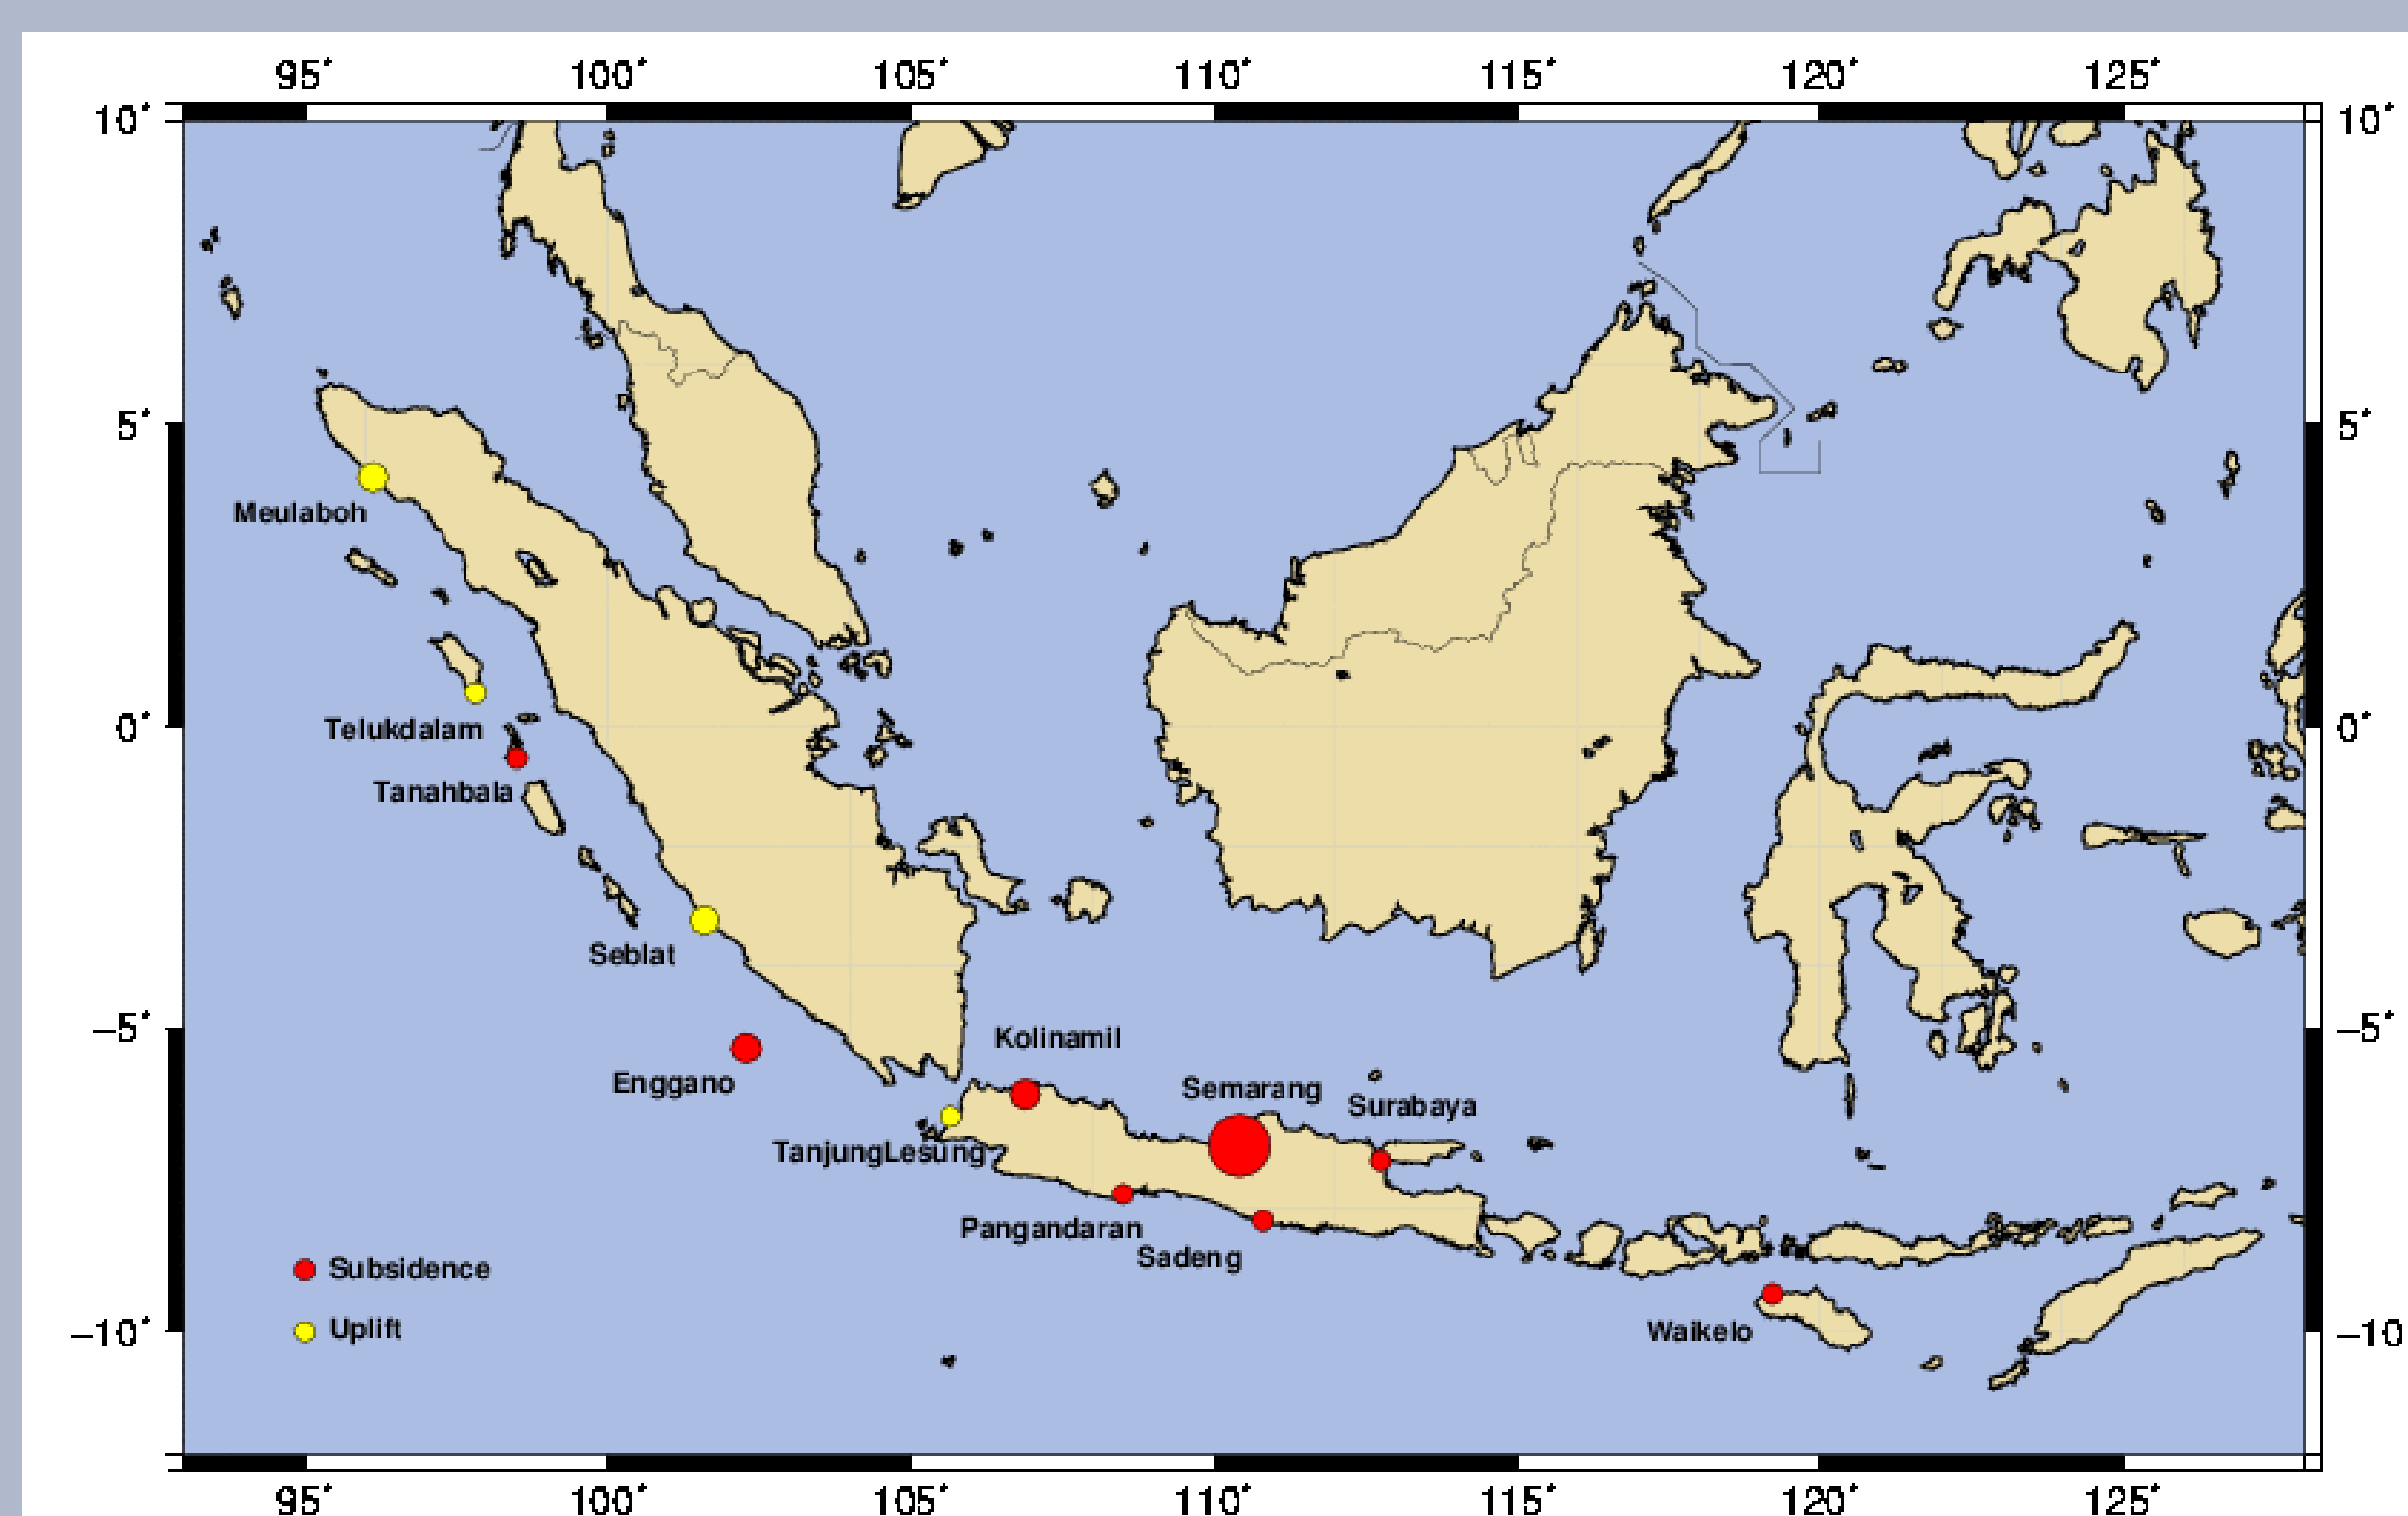 95° 100° 105° 110° 115° 120° 125°
10° 10°
5° 5°
Meulaboh
0° 0°
Telukdalam
Tanahbala
Seblat
−5° −5°
Kolinamil
Enggano
Semarang
Surabaya
TanjungLesung
Pangandaran
Sadeng
Subsidence
Uplift
−10° −10
Waikelo
95° 100° 105° 110° 115° 120° 125°